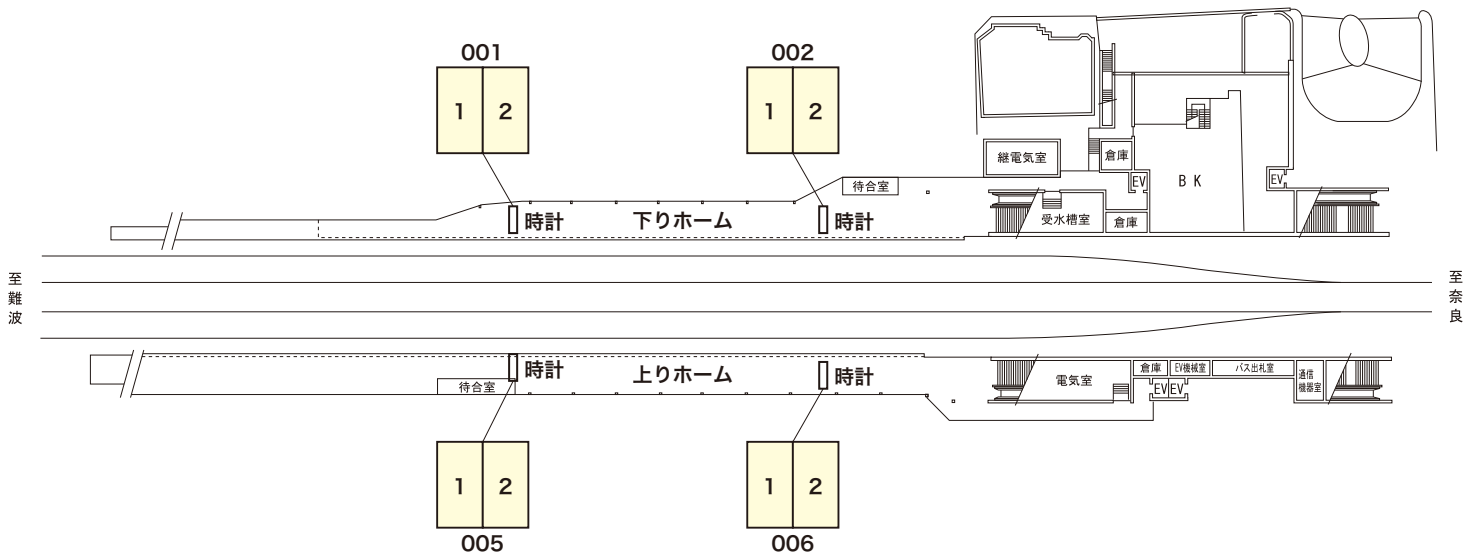 001
1 2
002
1 2
継電気室
倉庫
EV
B K
EV
待合室
時計
下りホーム
時計
受水槽室
倉庫
至難波
至奈良
時計
上りホーム
時計
待合室
電気室
倉庫
EV機械室
バス出札室
通信
機器室
EV EV
1 2
005
1 2
006